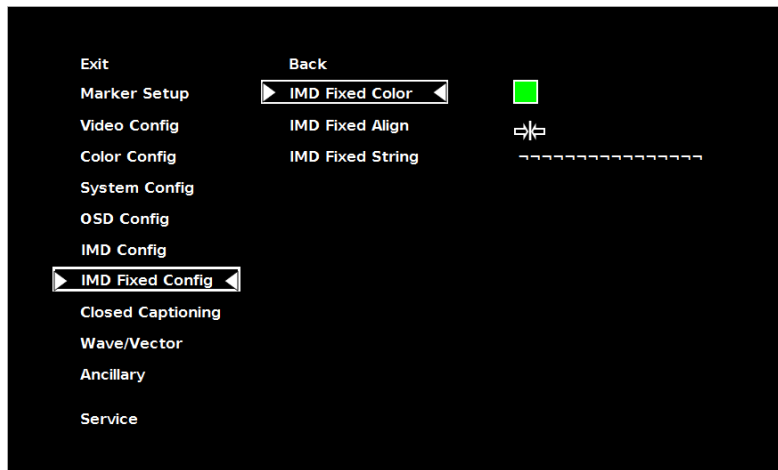 Exit
Back
Marker Setup
IMD Fixed Color
Video Config
IMD Fixed Align
Color Config
IMD Fixed String
¬¬¬¬¬¬¬¬¬¬¬¬¬¬¬¬
System Config
OSD Config
IMD Config
IMD Fixed Config
Closed Captioning
Wave/Vector
Ancillary
Service